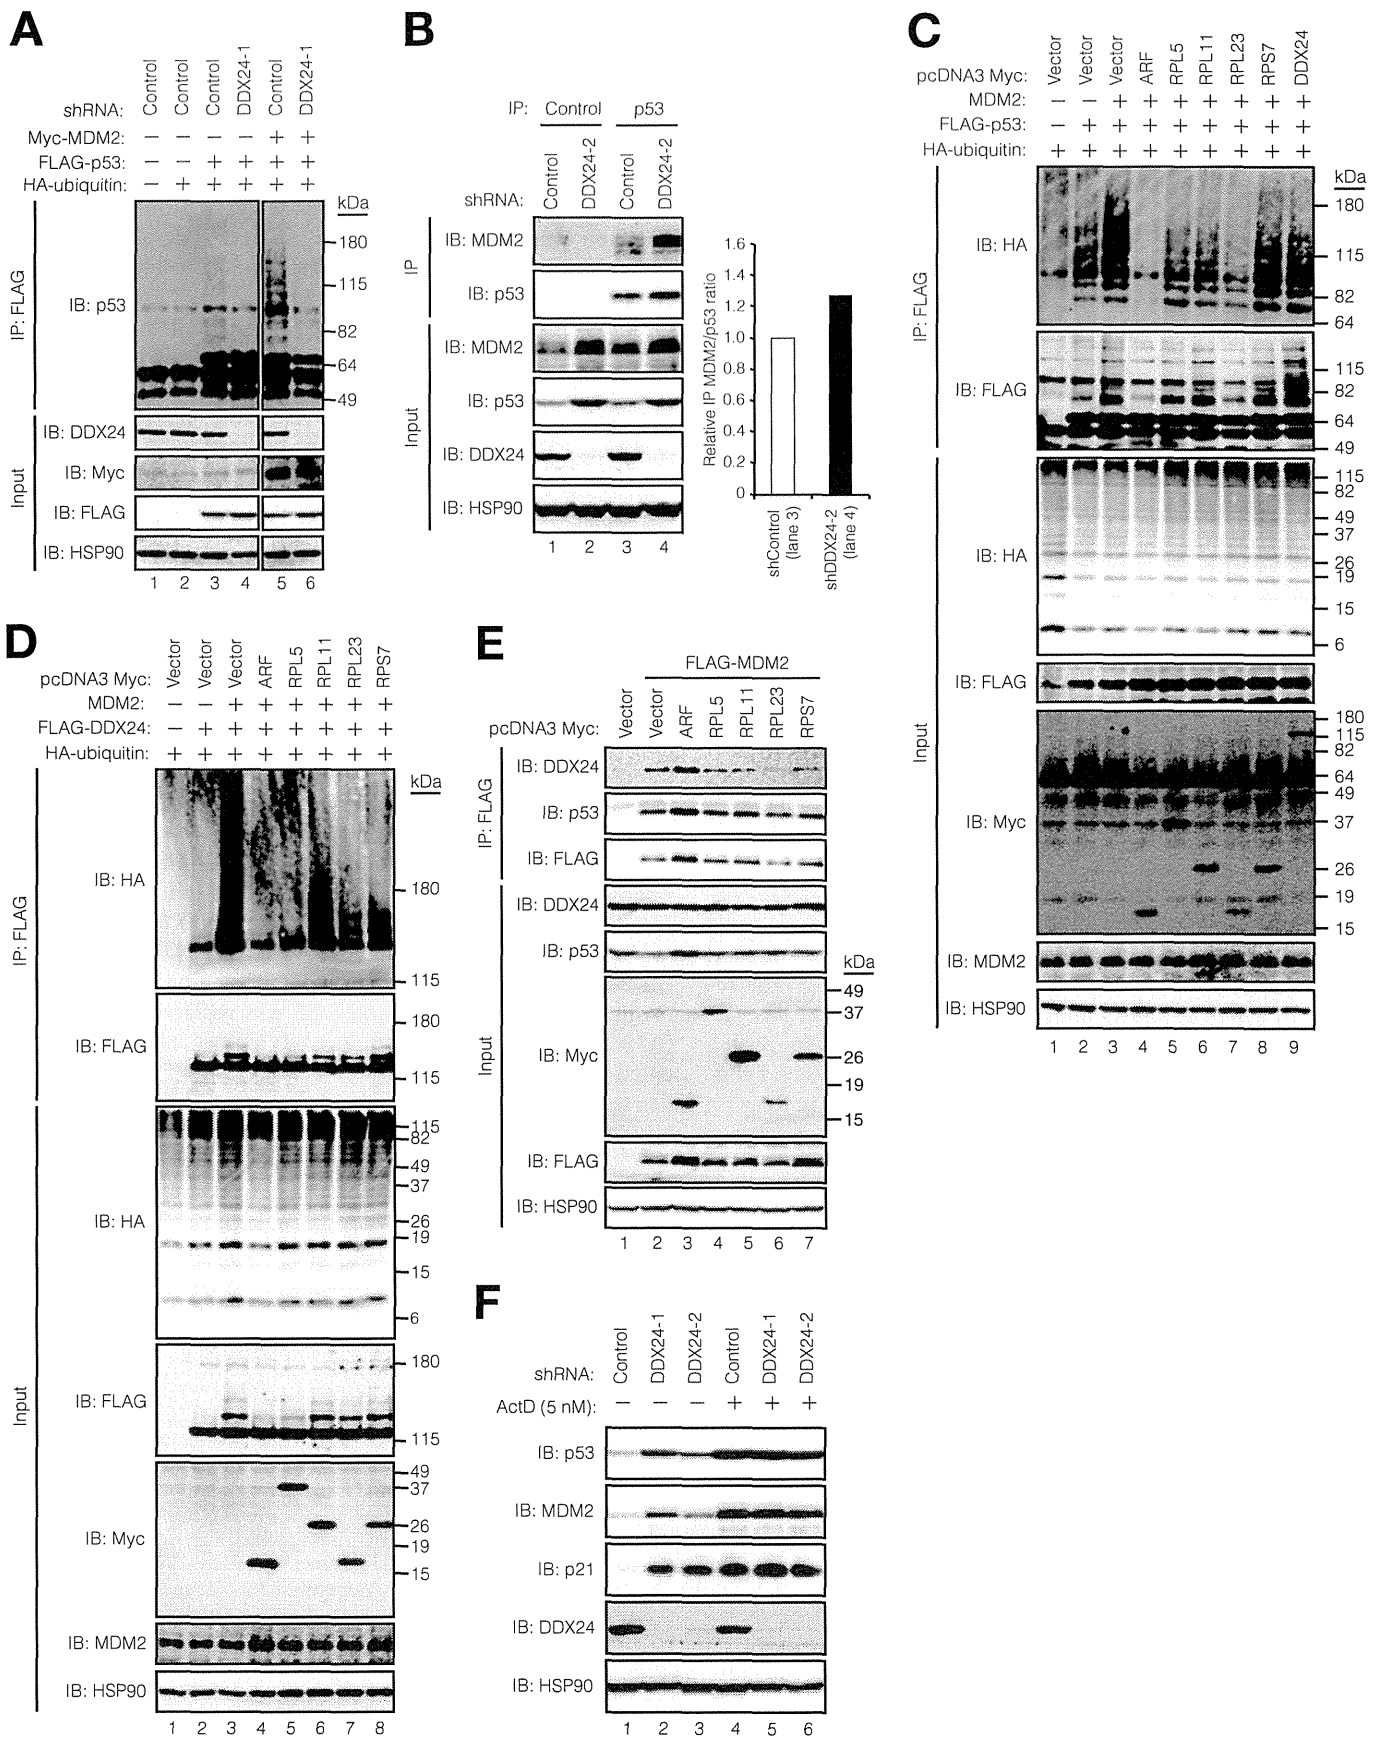 A
shRNA: Control Control Control DDX24-1 Control DDX24-1
Myc-MDM2: − − − − + +
FLAG-p53: − − + + + +
HA-ubiquitin: − + + + + +
kDa
IP: FLAG
IB: p53
180
115
82
64
49
Input
IB: DDX24
IB: Myc
IB: FLAG
IB: HSP90
1 2 3 4 5 6
B
IP: Control p53
shRNA: Control DDX24-2 Control DDX24-2
IP
IB: MDM2
IB: p53
Input
IB: MDM2
IB: p53
IB: DDX24
IB: HSP90
1 2 3 4
Relative IP MDM2/p53 ratio
1.6
1.4
1.2
1.0
0.8
0.6
0.4
0.2
0
shControl (lane 3)
shDDX24-2 (lane 4)
C
pcDNA3 Myc: Vector Vector Vector ARF RPL5 RPL11 RPL23 RPS7 DDX24
MDM2: − − + + + + + + +
FLAG-p53: − + + + + + + + +
HA-ubiquitin: + + + + + + + + +
kDa
IP: FLAG
IB: HA
180
115
82
64
IB: FLAG
115
82
64
49
Input
IB: HA
115
82
49
37
26
19
15
6
IB: FLAG
IB: Myc
180
115
82
64
49
37
26
19
15
IB: MDM2
IB: HSP90
1 2 3 4 5 6 7 8 9
D
pcDNA3 Myc: Vector Vector Vector ARF RPL5 RPL11 RPL23 RPS7
MDM2: − − + + + + + +
FLAG-DDX24: − + + + + + + +
HA-ubiquitin: + + + + + + + +
kDa
IP: FLAG
IB: HA
180
115
IB: FLAG
180
115
Input
IB: HA
115
82
49
37
26
19
15
6
IB: FLAG
180
115
IB: Myc
49
37
26
19
15
IB: MDM2
IB: HSP90
1 2 3 4 5 6 7 8
E
FLAG-MDM2
pcDNA3 Myc: Vector Vector ARF RPL5 RPL11 RPL23 RPS7
IP: FLAG
IB: DDX24
IB: p53
IB: FLAG
Input
IB: DDX24
IB: p53
kDa
IB: Myc
49
37
26
19
15
IB: FLAG
IB: HSP90
1 2 3 4 5 6 7
F
shRNA: Control DDX24-1 DDX24-2 Control DDX24-1 DDX24-2
ActD (5 nM): − − − + + +
IB: p53
IB: MDM2
IB: p21
IB: DDX24
IB: HSP90
1 2 3 4 5 6